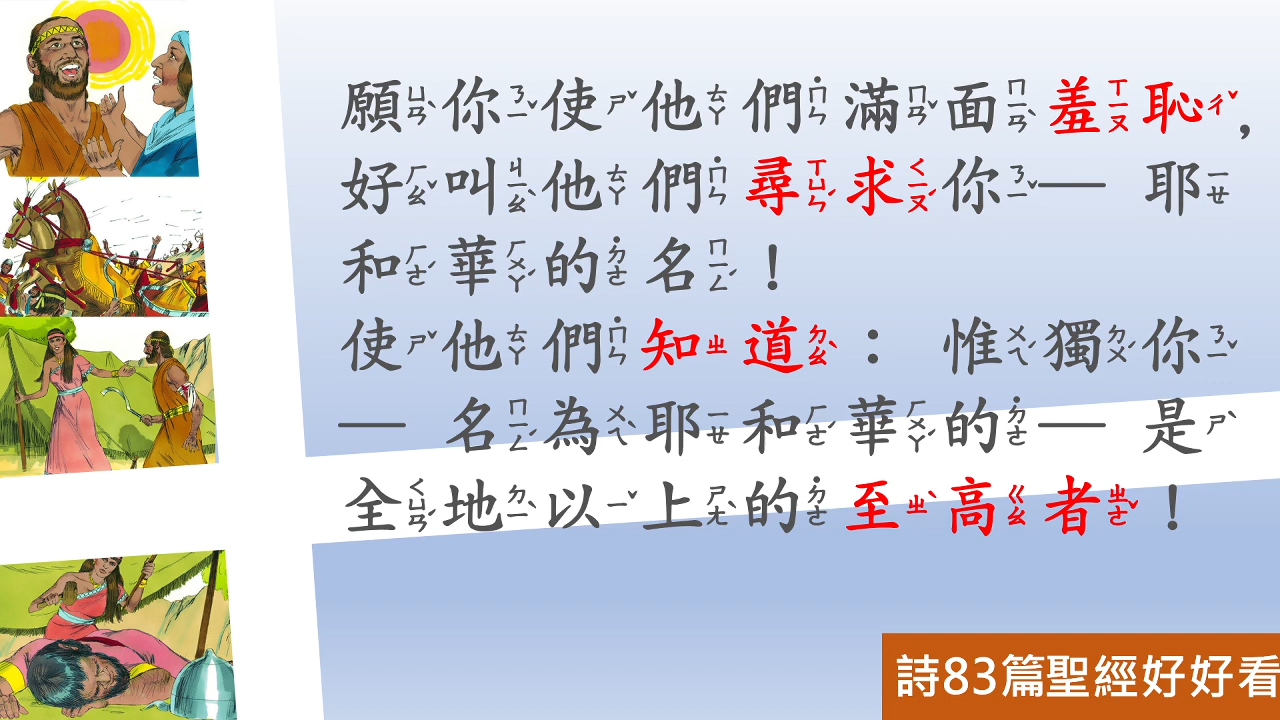 願你使他們滿面羞恥，
好叫他們尋求你— 耶
和華的名！
使他們知道： 惟獨你
— 名為耶和華的— 是
全地以上的至高者！
詩83篇聖經好好看